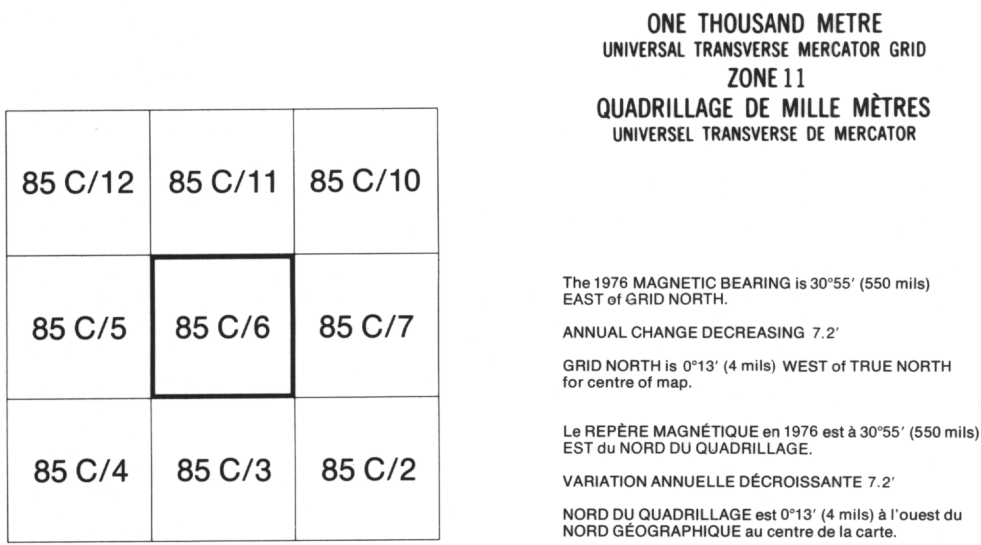 ONE THOUSAND METRE
UNIVERSAL TRANSVERSE MERCATOR GRID
ZONE 11
QUADRILLAGE DE MILLE MÈTRES
UNIVERSEL TRANSVERSE DE MERCATOR
85 C/12 85 C/11 85 C/10
85 C/5 85 C/6 85 C/7
85 C/4 85 C/3 85 C/2
The 1976 MAGNETIC BEARING is 30°55′ (550 mils)
EAST of GRID NORTH.
ANNUAL CHANGE DECREASING 7.2′
GRID NORTH is 0°13′ (4 mils) WEST of TRUE NORTH
for centre of map.
Le REPÈRE MAGNÉTIQUE en 1976 est à 30°55′ (550 mils)
EST du NORD DU QUADRILLAGE.
VARIATION ANNUELLE DÉCROISSANTE 7.2′
NORD DU QUADRILLAGE est 0°13′ (4 mils) à l'ouest du
NORD GÉOGRAPHIQUE au centre de la carte.